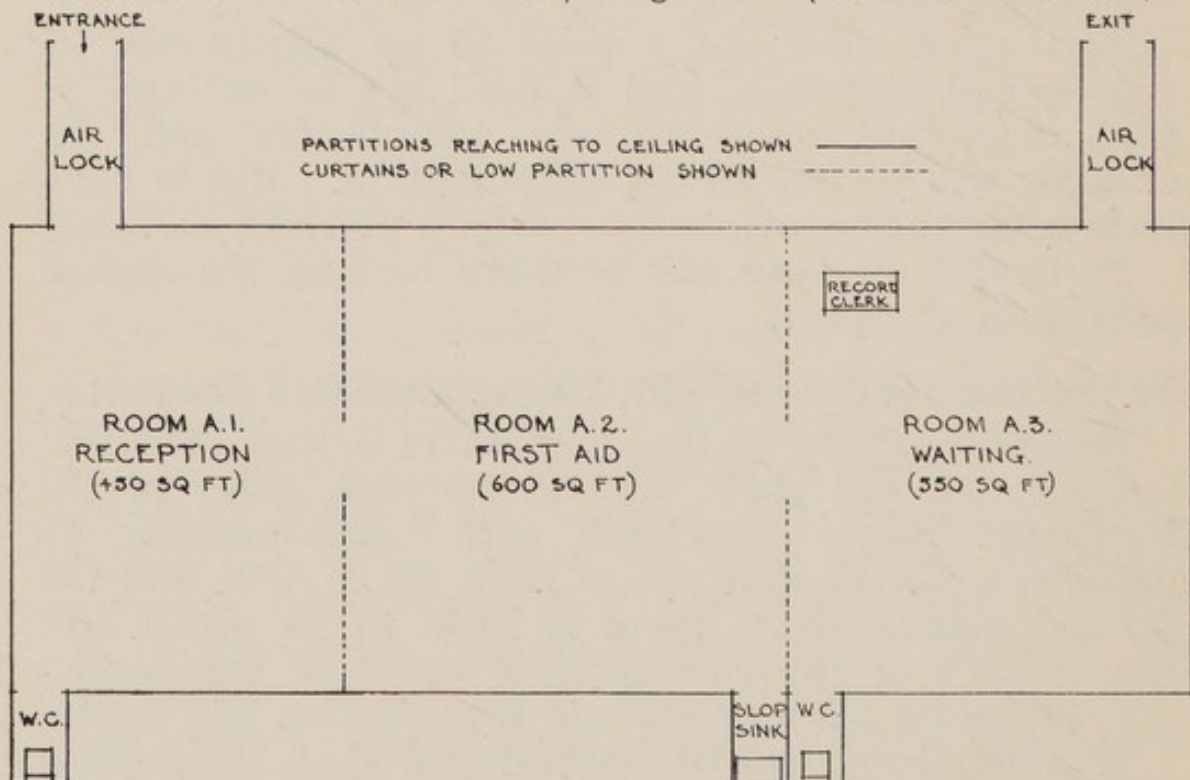 ENTRANCE
EXIT
AIR
LOCK
PARTITIONS REACHING TO CEILING SHOWN
CURTAINS OR LOW PARTITION SHOWN
AIR
LOCK
RECORD
CLERK
ROOM A.1.
RECEPTION
(450 SQ FT)
ROOM A.2.
FIRST AID
(600 SQ FT)
ROOM A.3.
WAITING.
(550 SQ FT)
W.C.
SLOP
SINK
W C.